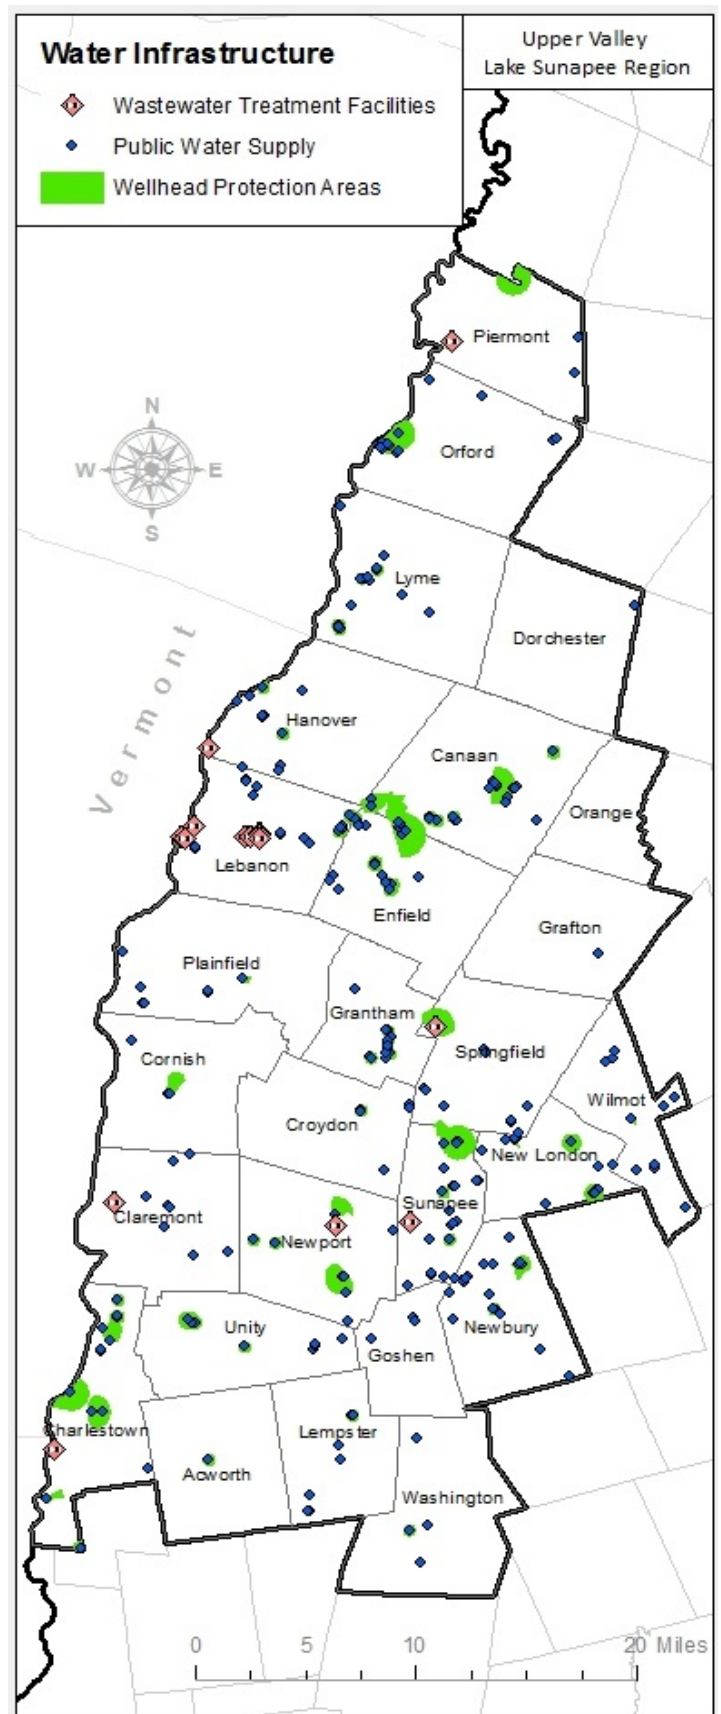 Water Infrastructure
Wastewater Treatment Facilities
Public Water Supply
Wellhead Protection Areas
Upper Valley
Lake Sunapee Region
Piermont
N
W
E
S
Orford
Lyme
Dorchester
Vermont
Hanover
Canaan
Orange
Lebanon
Enfield
Grafton
Plainfield
Grantham
Springfield
Cornish
Wilmot
Croydon
New London
Claremont
Sunapee
Newport
Unity
Newbury
Goshen
Charlestown
Lempster
Acworth
Washington
0 5 10 20 Miles